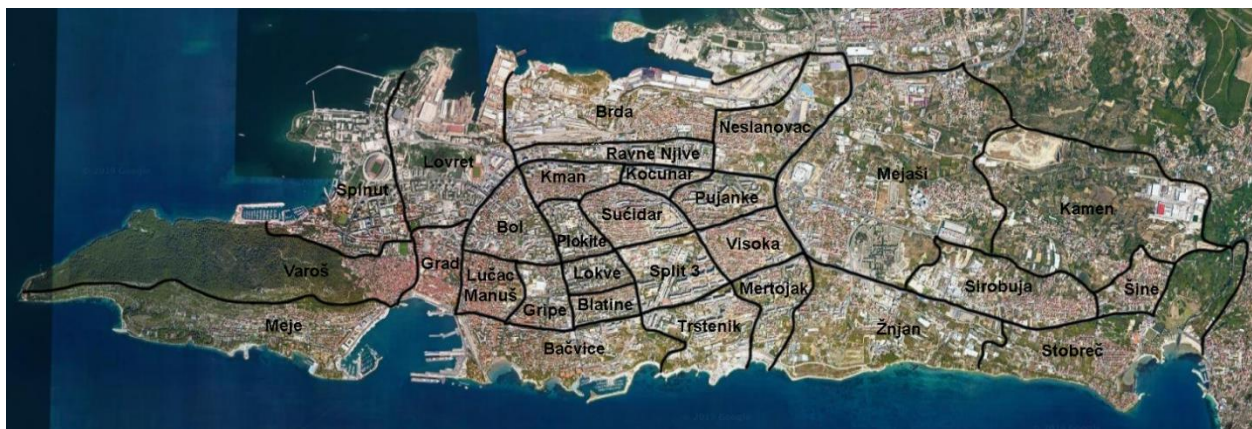 Brda
Neslanovac
Ravne Njive
Lovret
Kman
Kocunar
Mejaši
Spinut
Pujanke
Kamen
Sućidar
Bol
Plokite
Visoka
Varoš
Grad
Lučac
Manuš
Lokve
Split 3
Sirobuja
Šine
Mertojak
Gripe
Blatine
Meje
Trstenik
Žnjan
Bačvice
Stobreč